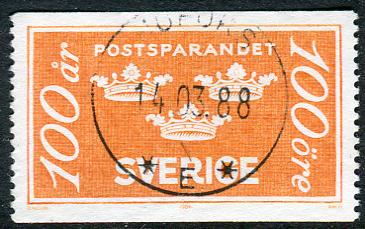 POSTSPARANDET
100 år
100 öre
14.03.88
E
SVERIGE